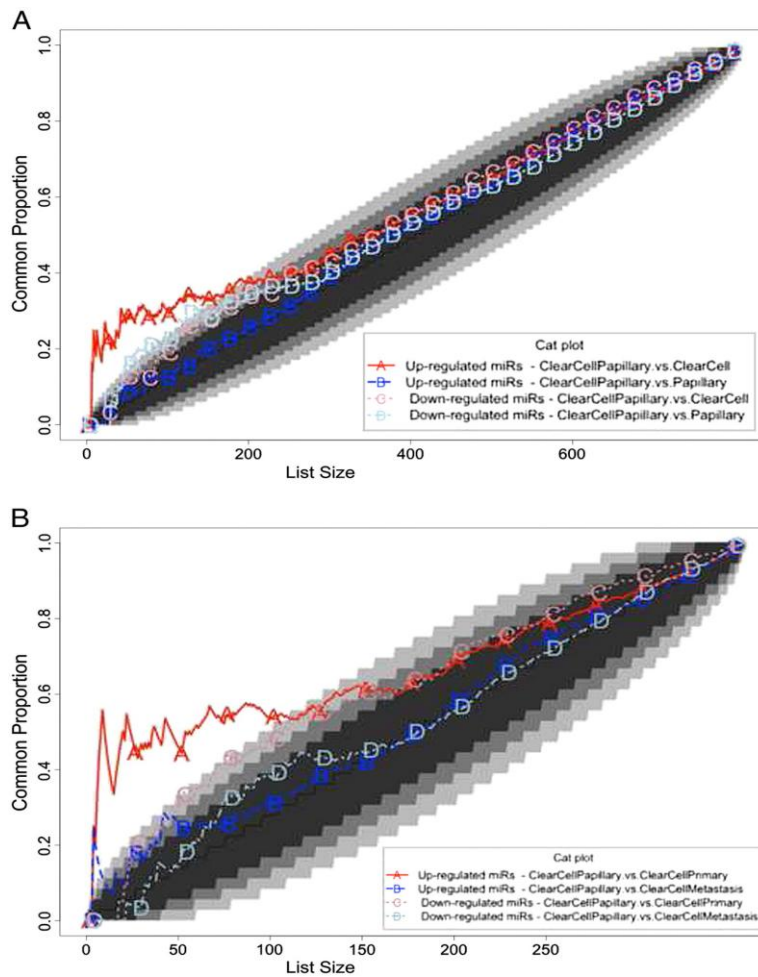 A
Common Proportion
1.0
0.8
0.6
0.4
0.2
0.0
Cat plot
A Up-regulated miRs - ClearCellPapillary.vs.ClearCell
B Up-regulated miRs - ClearCellPapillary.vs.Papillary
C Down-regulated miRs - ClearCellPapillary.vs.ClearCell
D Down-regulated miRs - ClearCellPapillary.vs.Papillary
0 200 400 600
List Size
B
Common Proportion
1.0
0.8
0.6
0.4
0.2
0.0
Cat plot
A Up-regulated miRs - ClearCellPapillary.vs.ClearCellPrimary
B Up-regulated miRs - ClearCellPapillary.vs.ClearCellMetastasis
C Down-regulated miRs - ClearCellPapillary.vs.ClearCellPrimary
D Down-regulated miRs - ClearCellPapillary.vs.ClearCellMetastasis
0 50 100 150 200 250
List Size